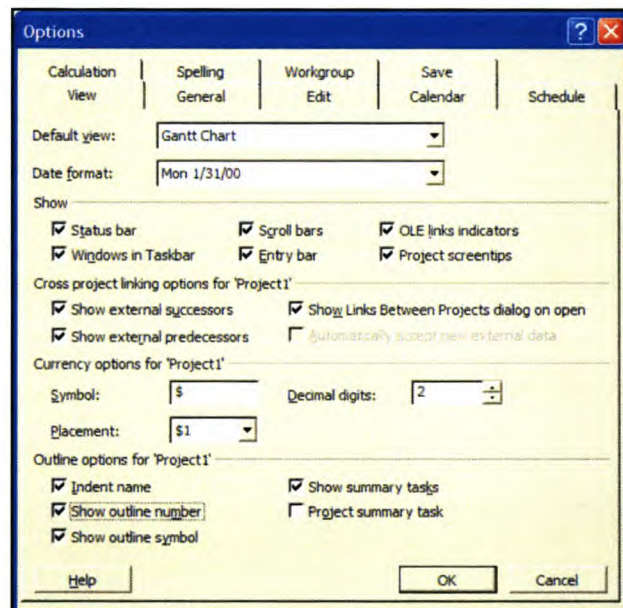 Options
Calculation Spelling Workgroup Save
View General Edit Calendar Schedule
Default view: Gantt Chart
Date format: Mon 1/31/00
Show
Status bar Scroll bars OLE links indicators
Windows in Taskbar Entry bar Project screentips
Cross project linking options for 'Project1'
Show external successors Show Links Between Projects dialog on open
Show external predecessors Automatically accept new external data
Currency options for 'Project1'
Symbol: $ Decimal digits: 2
Placement: $1
Outline options for 'Project1'
Indent name Show summary tasks
Show outline number Project summary task
Show outline symbol
Help OK Cancel